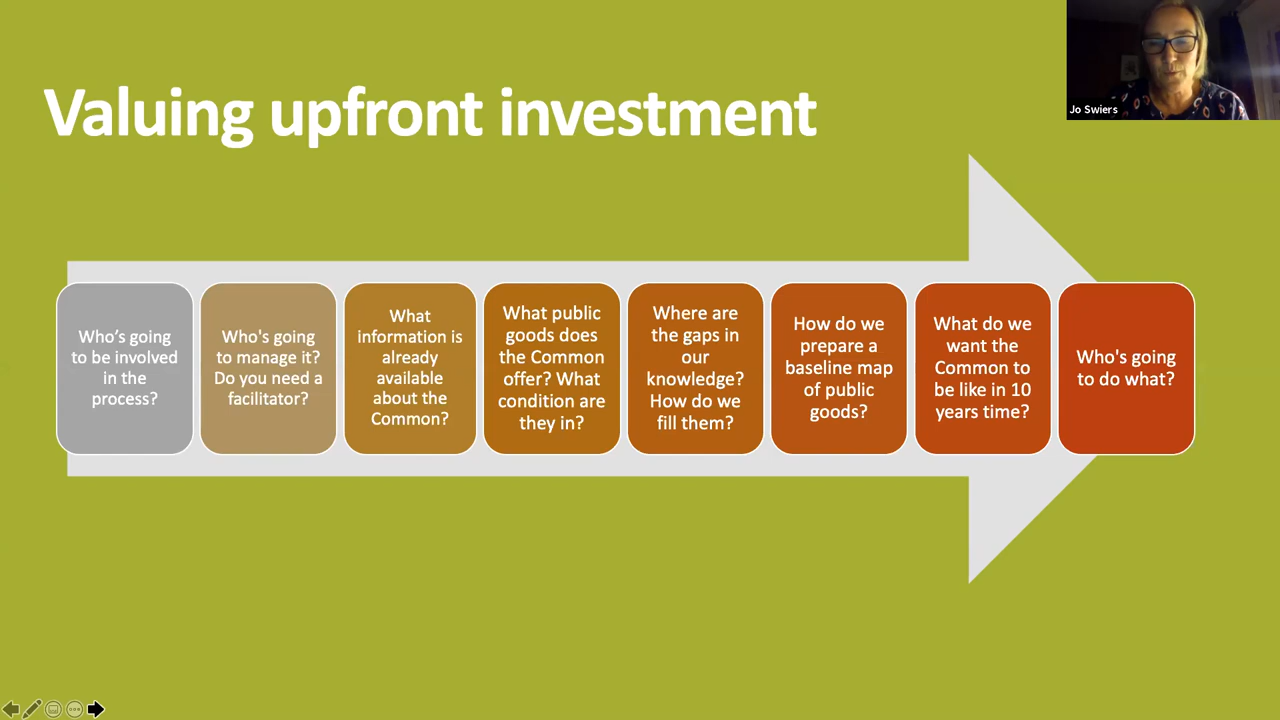 Valuing upfront investment
Jo Swiers
Who’s going
to be involved
in the
process?
Who's going
to manage it?
Do you need a
facilitator?
What
information is
already
available
about the
Common?
What public
goods does
the Common
offer? What
condition are
they in?
Where are
the gaps in
our
knowledge?
How do we
fill them?
How do we
prepare a
baseline map
of public
goods?
What do we
want the
Common to
be like in 10
years time?
Who's going
to do what?